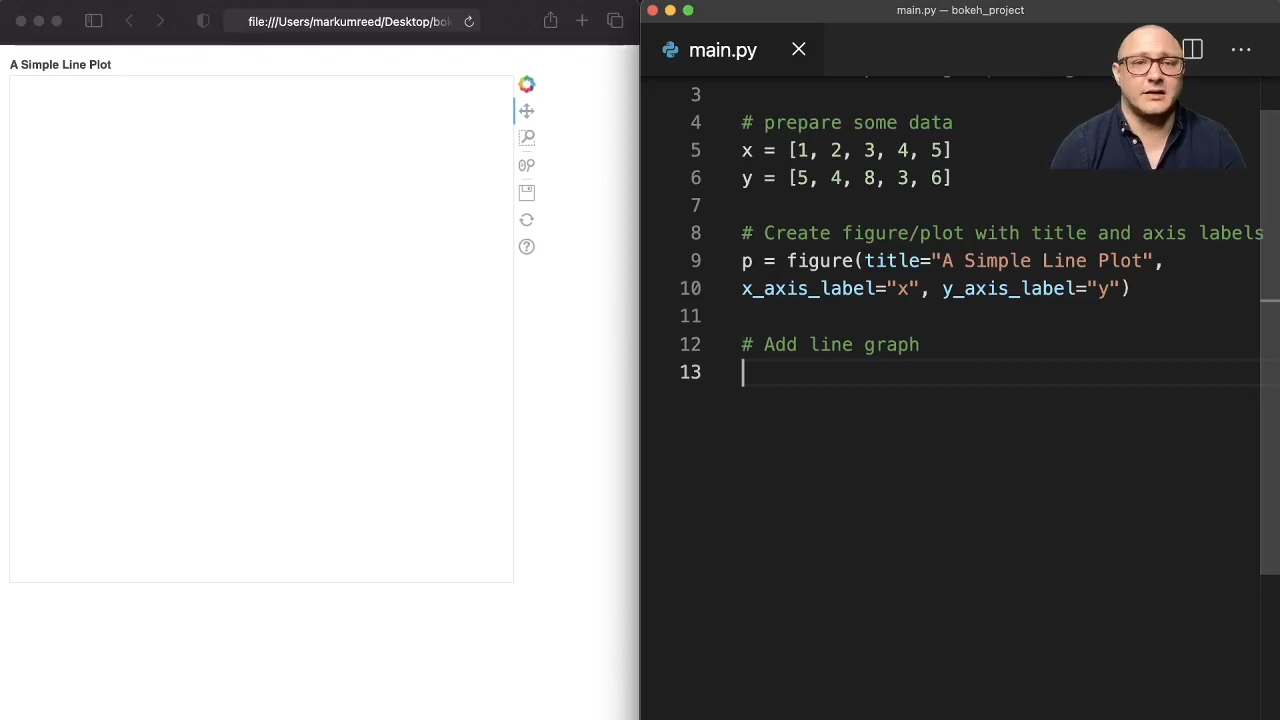 file:///Users/markumreed/Desktop/bok
main.py — bokeh_project
main.py
A Simple Line Plot
3
4 # prepare some data
5 x = [1, 2, 3, 4, 5]
6 y = [5, 4, 8, 3, 6]
7
8 # Create figure/plot with title and axis labels
9 p = figure(title="A Simple Line Plot",
10 x_axis_label="x", y_axis_label="y")
11
12 # Add line graph
13